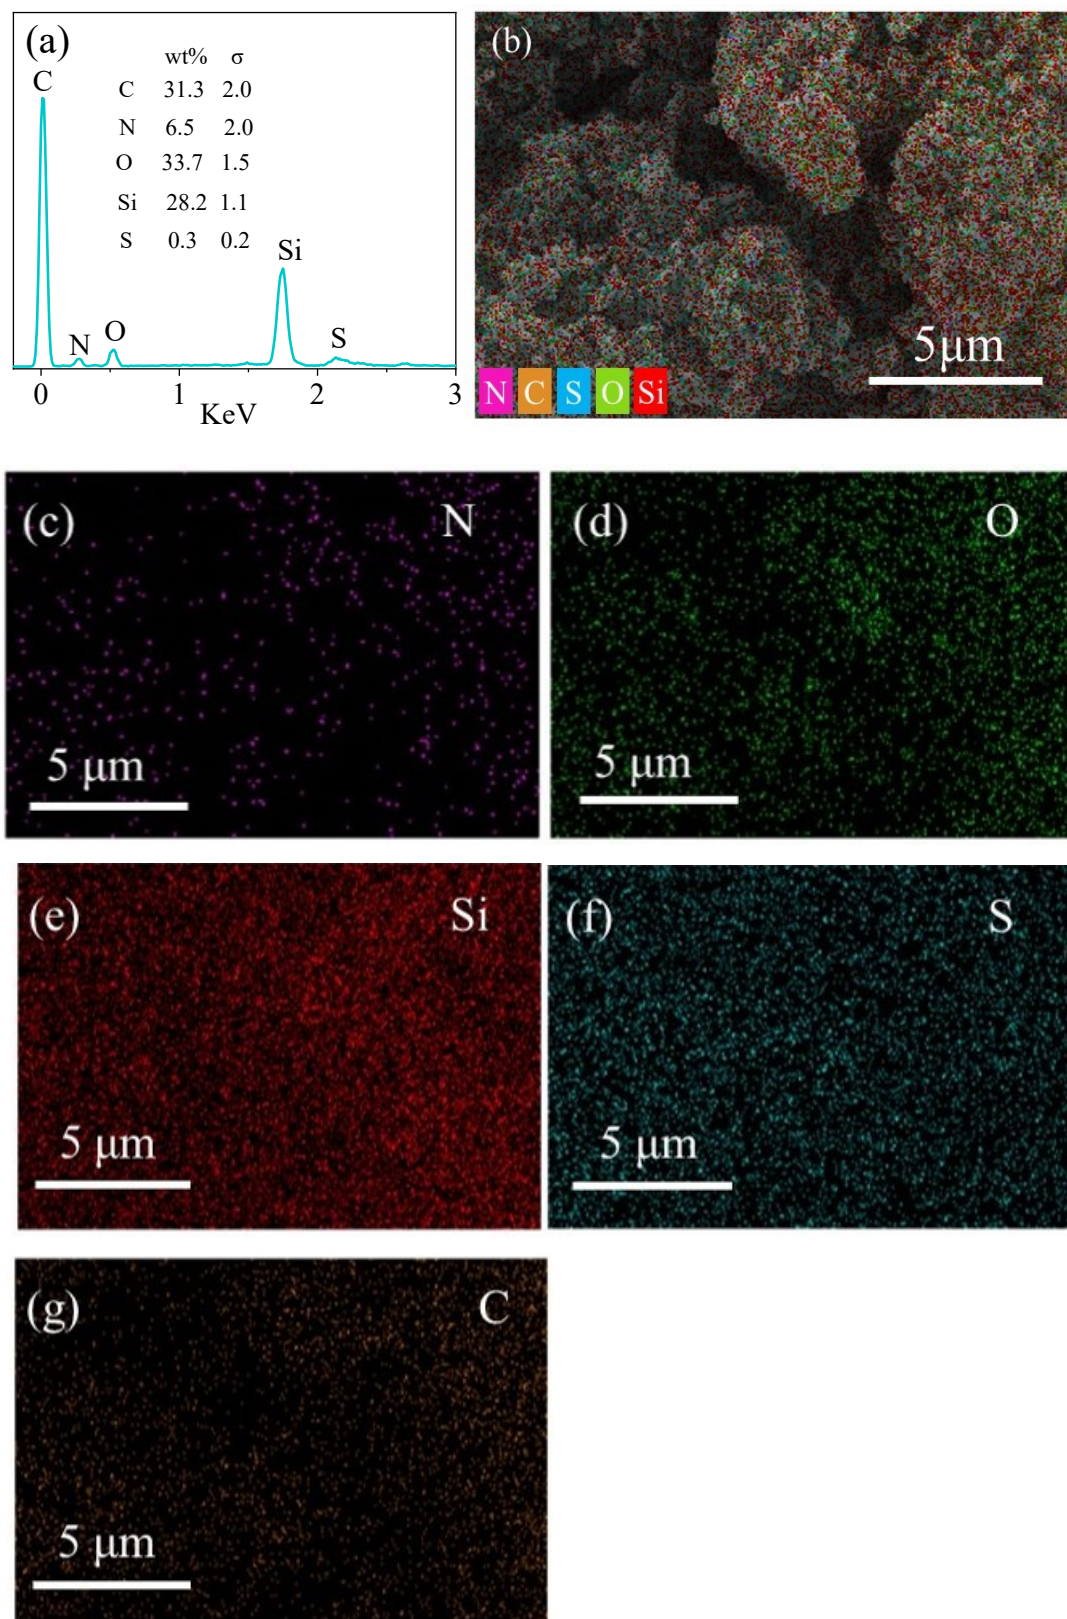 (a)
wt% σ
C 31.3 2.0
N 6.5 2.0
O 33.7 1.5
Si 28.2 1.1
S 0.3 0.2
C
N
O
Si
S
0 1 2 3
KeV
(b)
5μm
N C S O Si
(c) N
5 μm
(d) O
5 μm
(e) Si
5 μm
(f) S
5 μm
(g) C
5 μm